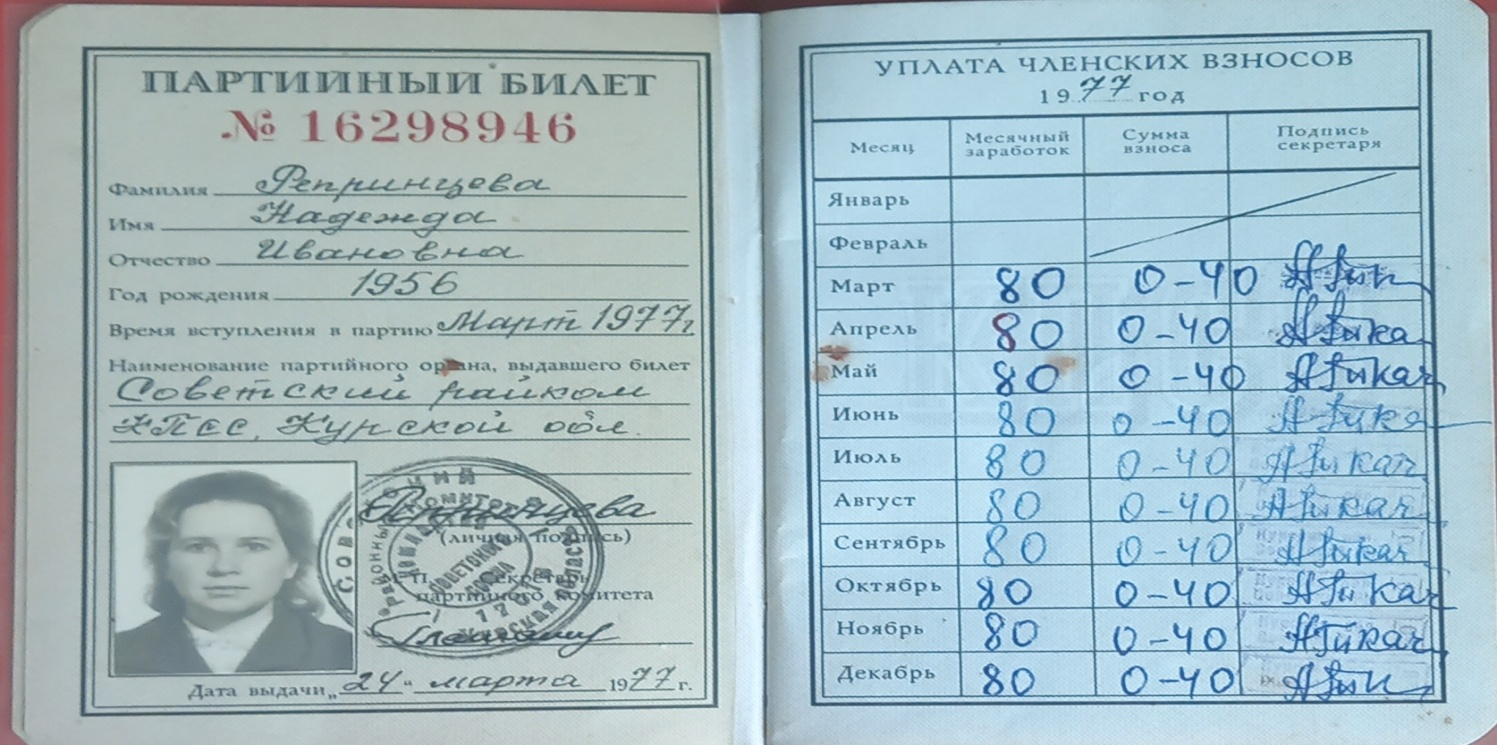 ПАРТИЙНЫЙ БИЛЕТ
№ 16298946
Фамилия Репринцева
Имя Надежда
Отчество Ивановна
Год рождения 1956
Время вступления в партию Март 1977г.
Наименование партийного органа, выдавшего билет
Советский райком
КПСС, Курской обл.
Репринцева
(личная подпись)
М.П. Секретарь
партийного комитета
Дата выдачи „24“ марта 1977 г.
УПЛАТА ЧЛЕНСКИХ ВЗНОСОВ
1977 год
Месяц Месячный заработок Сумма взноса Подпись секретаря
Январь
Февраль
Март 80 0-40
Апрель 80 0-40
Май 80 0-40
Июнь 80 0-40
Июль 80 0-40
Август 80 0-40
Сентябрь 80 0-40
Октябрь 80 0-40
Ноябрь 80 0-40
Декабрь 80 0-40